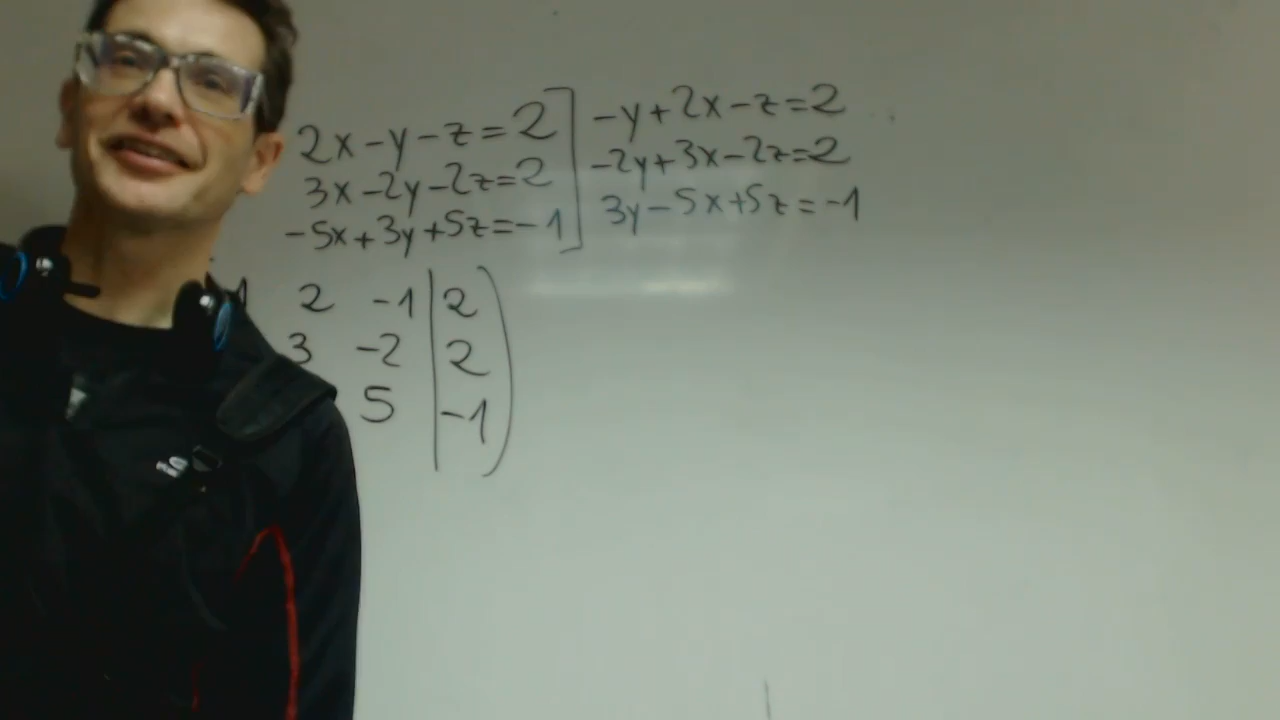 2x-y-z=2
3x-2y-2z=2
-5x+3y+5z=-1
-y+2x-z=2
-2y+3x-2z=2
3y-5x+5z=-1
1 2 -1 | 2
3 -2 | 2
5 | -1